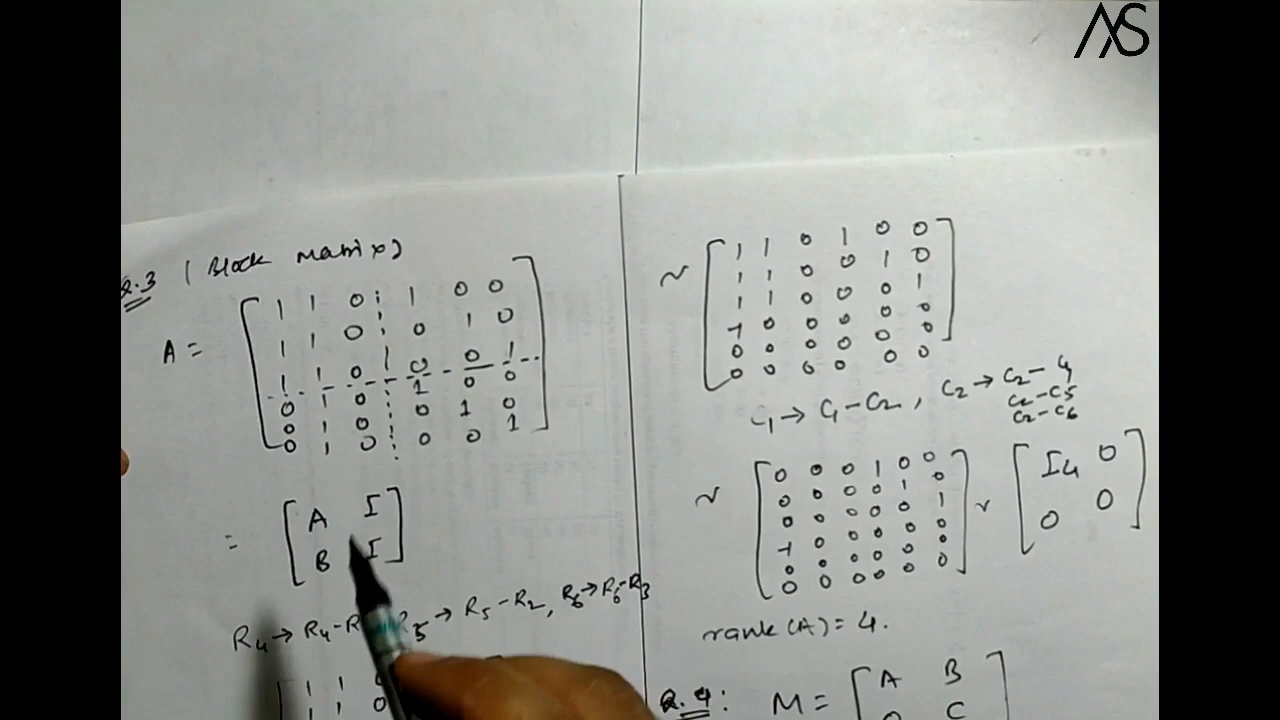 NS
Q.3 (Block matrix)
A = [ 1 1 0 1 0 0
1 1 0 0 1 0
1 1 0 0 0 1
0 1 0 1 0 0
0 1 0 0 1 0
0 1 0 0 0 1 ]
= [ A I
B I ]
R4 → R4-R R5 → R5-R2, R6 → R6-R3
1 1
1 1 0
~ [ 1 1 0 1 0 0
1 1 0 0 1 0
1 1 0 0 0 1
-1 0 0 0 0 0
0 0 0 0 0 0
0 0 0 0 0 0 ]
C1 → C1-C2, C2 → C2-C4
C2-C5
C2-C6
~ [ 0 0 0 1 0 0
0 0 0 0 1 0
0 0 0 0 0 1
-1 0 0 0 0 0
0 0 0 0 0 0
0 0 0 0 0 0 ] ~ [ I4 0
0 0 ]
rank(A) = 4.
Q.4: M = [ A B
C